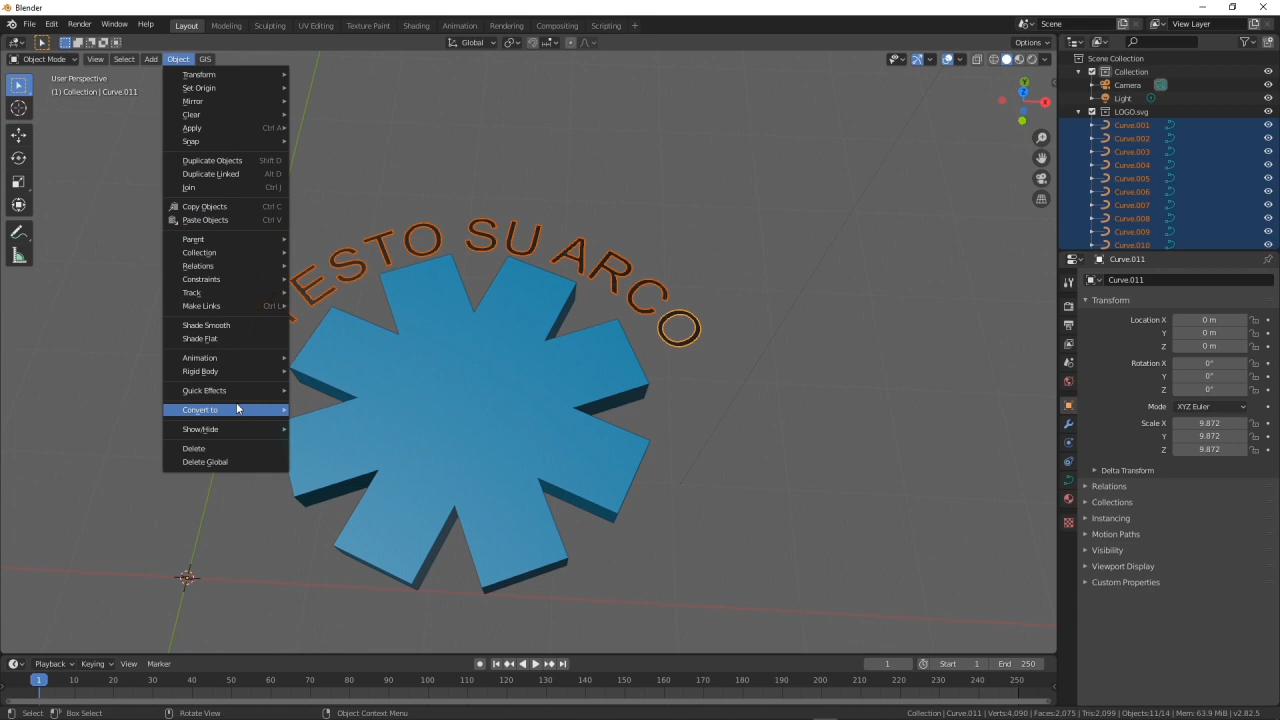 Blender
File Edit Render Window Help Layout Modeling Sculpting UV Editing Texture Paint Shading Animation Rendering Compositing Scripting + Scene View Layer
Global Options
Object Mode View Select Add Object GIS
User Perspective
(1) Collection | Curve.011
Transform
Set Origin
Mirror
Clear
Apply Ctrl A
Snap
Duplicate Objects Shift D
Duplicate Linked Alt D
Join Ctrl J
Copy Objects Ctrl C
Paste Objects Ctrl V
Parent
Collection
Relations
Constraints
Track
Make Links Ctrl L
Shade Smooth
Shade Flat
Animation
Rigid Body
Quick Effects
Convert to
Show/Hide
Delete
Delete Global
ESTO SU ARCO
Y
Z
X
Scene Collection
Collection
Camera
Light
LOGO.svg
Curve.001
Curve.002
Curve.003
Curve.004
Curve.005
Curve.006
Curve.007
Curve.008
Curve.009
Curve.010
Curve.011
Curve.011
Transform
Location X 0 m
Y 0 m
Z 0 m
Rotation X 0°
Y 0°
Z 0°
Mode XYZ Euler
Scale X 9.872
Y 9.872
Z 9.872
Delta Transform
Relations
Collections
Instancing
Motion Paths
Visibility
Viewport Display
Custom Properties
Playback Keying View Marker 1 Start 1 End 250
1 10 20 30 40 50 60 70 80 90 100 110 120 130 140 150 160 170 180 190 200 210 220 230 240 250
Select Box Select Rotate View Object Context Menu Collection | Curve.011 | Verts:4,090 | Faces:2,075 | Tris:2,099 | Objects:11/14 | Mem: 63.9 MiB | v2.82.5